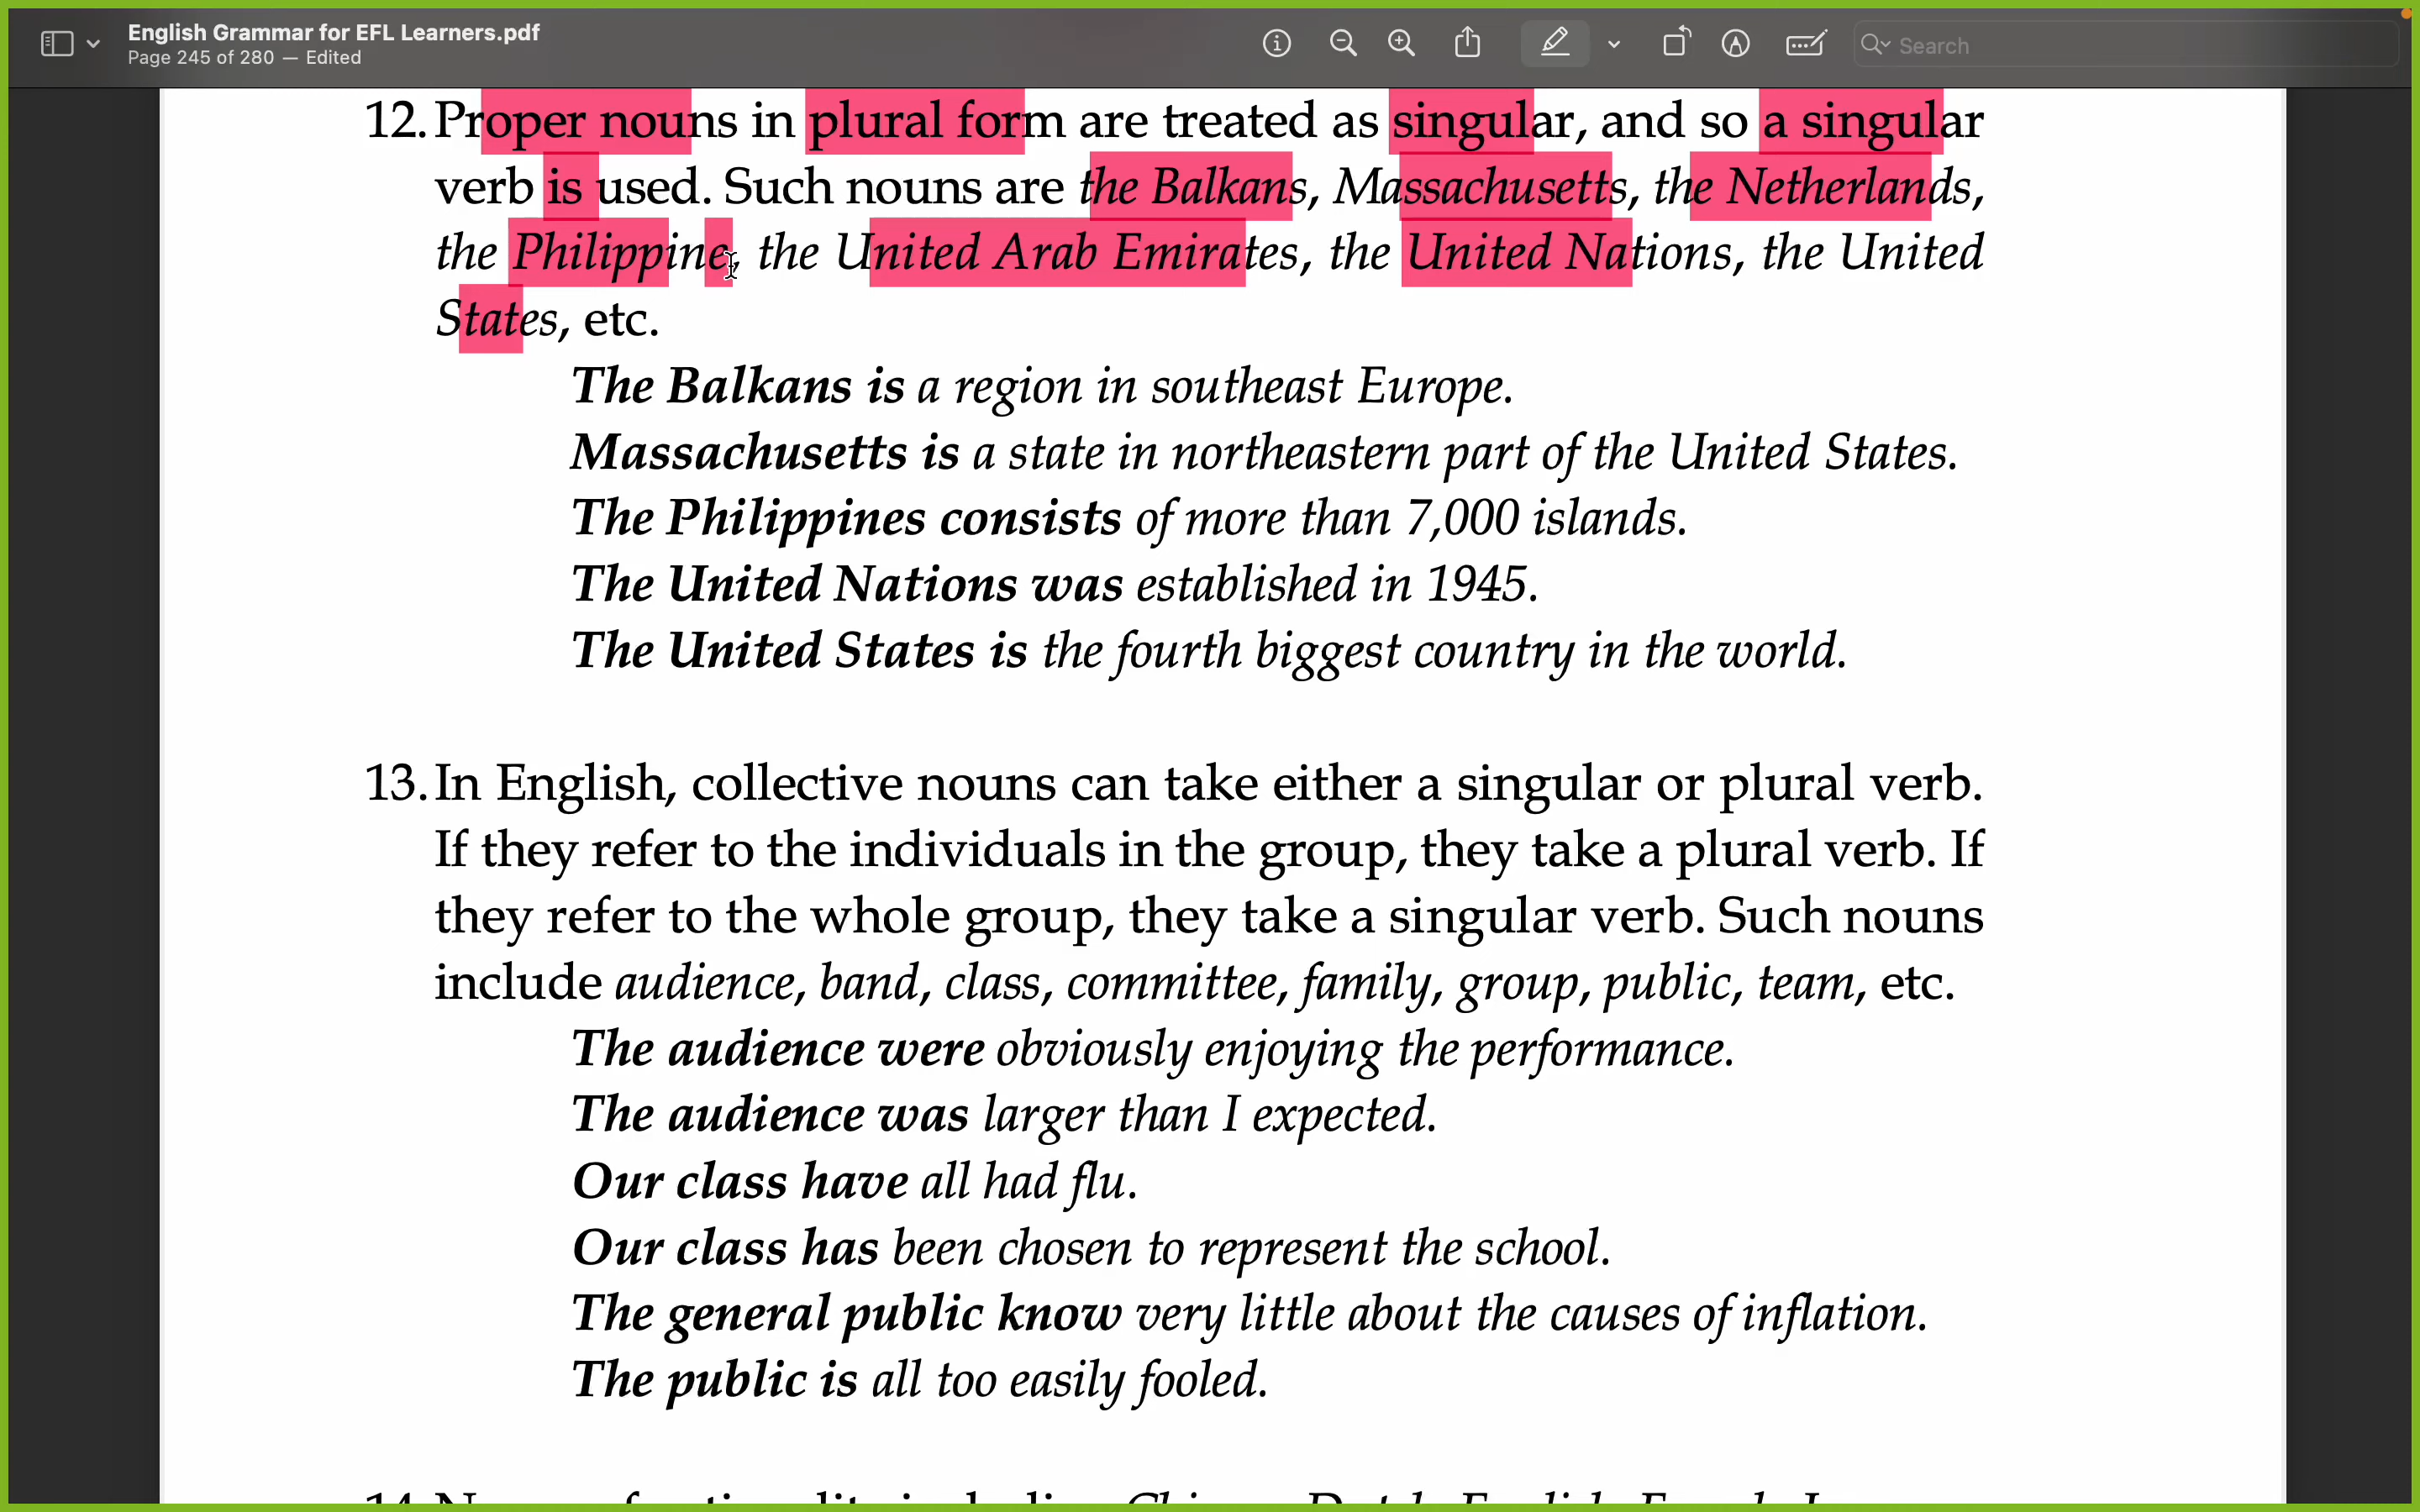 English Grammar for EFL Learners.pdf
Page 245 of 280 — Edited
Search
12. Proper nouns in plural form are treated as singular, and so a singular
verb is used. Such nouns are the Balkans, Massachusetts, the Netherlands,
the Philippine, the United Arab Emirates, the United Nations, the United
States, etc.
The Balkans is a region in southeast Europe.
Massachusetts is a state in northeastern part of the United States.
The Philippines consists of more than 7,000 islands.
The United Nations was established in 1945.
The United States is the fourth biggest country in the world.
13. In English, collective nouns can take either a singular or plural verb.
If they refer to the individuals in the group, they take a plural verb. If
they refer to the whole group, they take a singular verb. Such nouns
include audience, band, class, committee, family, group, public, team, etc.
The audience were obviously enjoying the performance.
The audience was larger than I expected.
Our class have all had flu.
Our class has been chosen to represent the school.
The general public know very little about the causes of inflation.
The public is all too easily fooled.